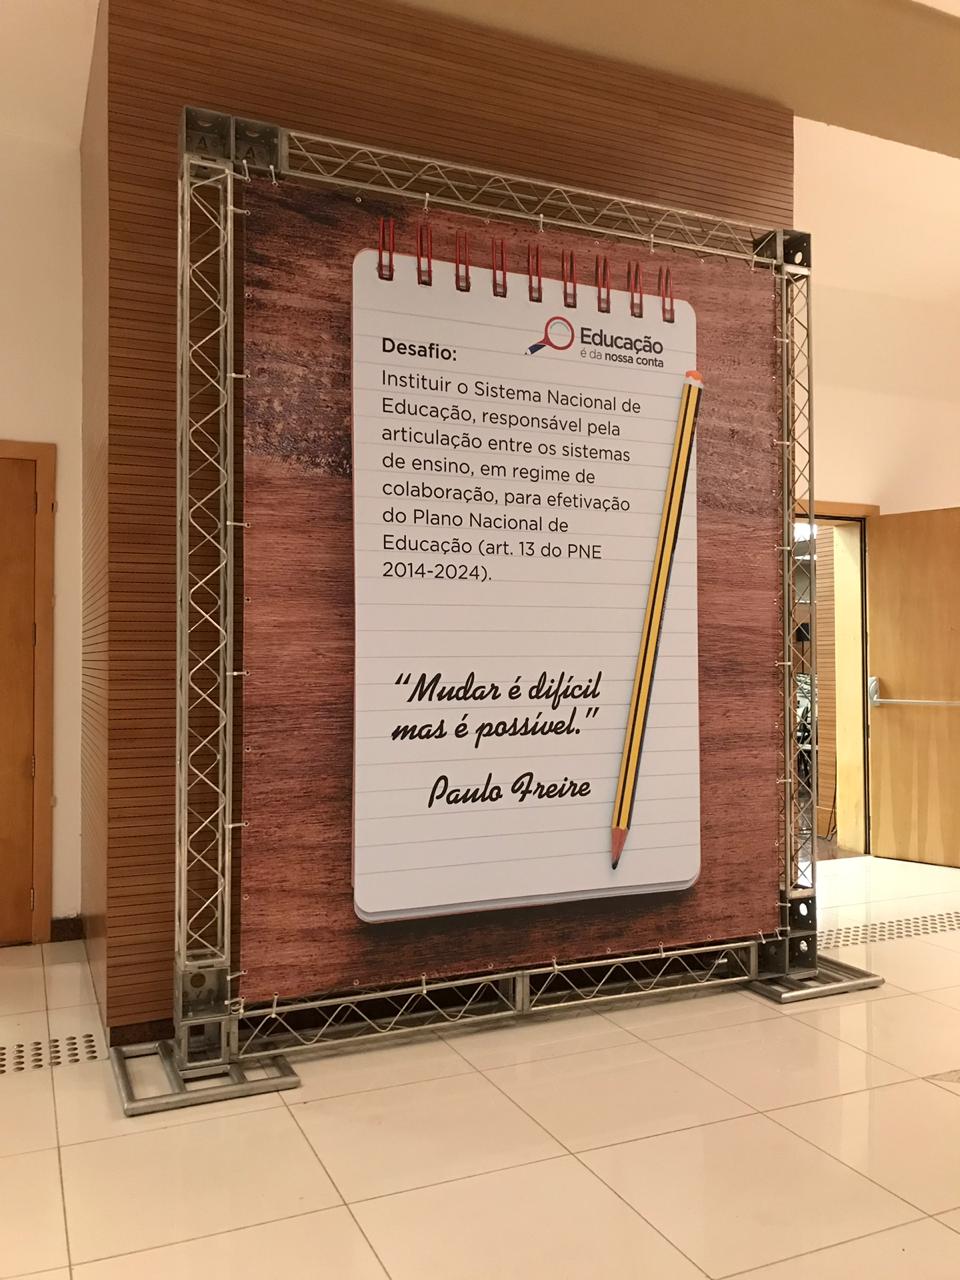 Educação
é da nossa conta
Desafio:
Instituir o Sistema Nacional de
Educação, responsável pela
articulação entre os sistemas
de ensino, em regime de
colaboração, para efetivação
do Plano Nacional de
Educação (art. 13 do PNE
2014-2024).
“Mudar é difícil
mas é possível.”
Paulo Freire